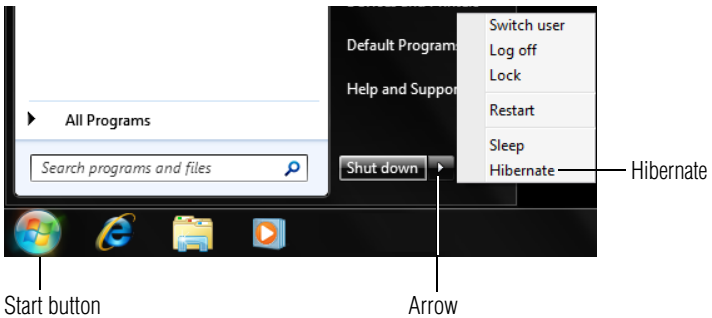 Default Programs
Help and Suppor
All Programs
Search programs and files
Shut down
Switch user
Log off
Lock
Restart
Sleep
Hibernate
Hibernate
Start button
Arrow